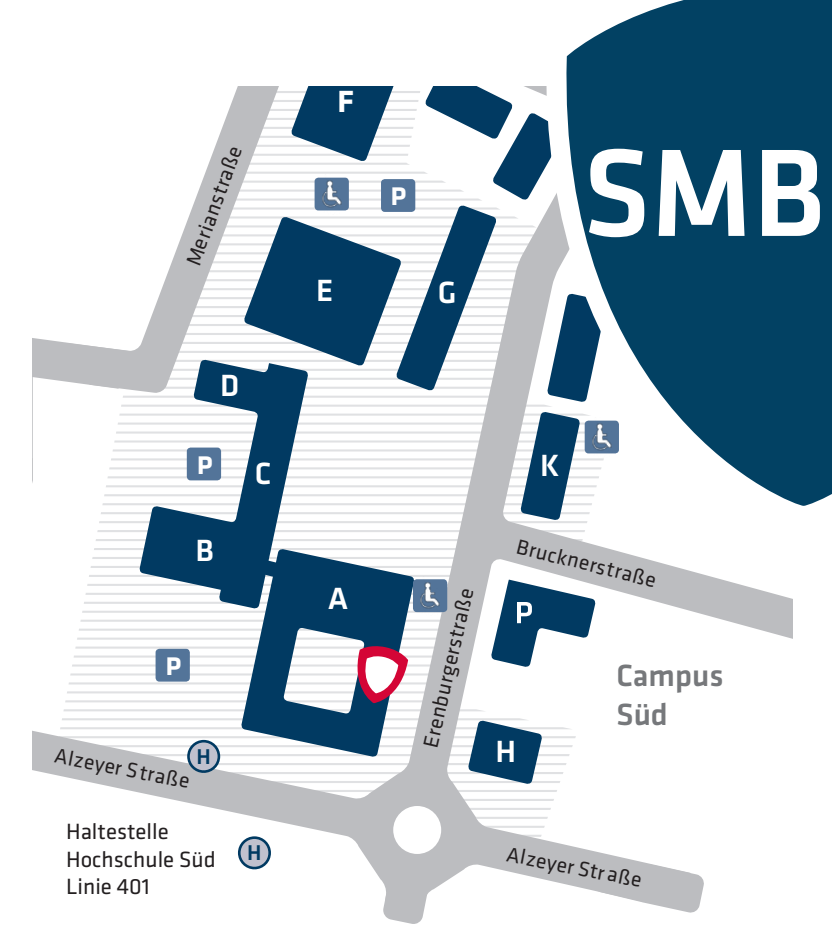 F
SMB
Merianstraße
P
E
G
D
K
P
C
B
Brucknerstraße
A
P
Erenburgerstraße
P
Campus
Süd
H
H
Alzeyer Straße
Haltestelle
Hochschule Süd
Linie 401
H
Alzeyer Straße